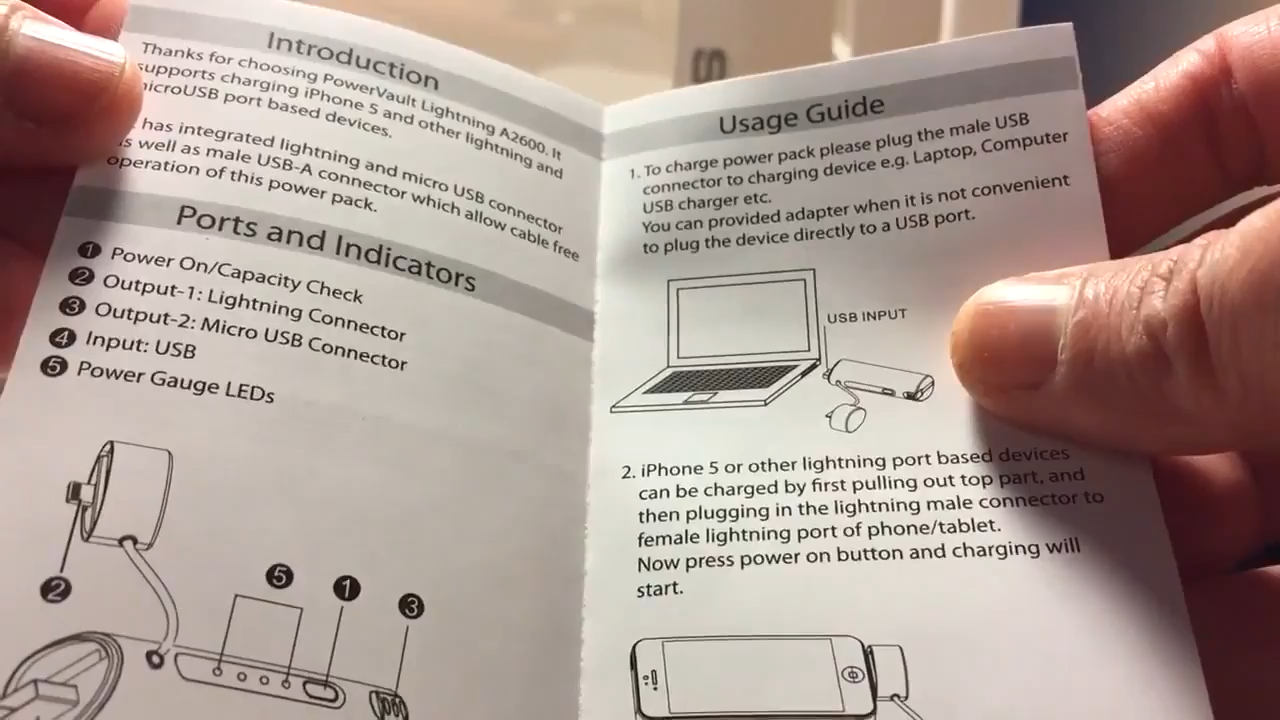 Introduction
Thanks for choosing PowerVault Lightning A2600. It
supports charging iPhone 5 and other lightning and
microUSB port based devices.
has integrated lightning and micro USB connector
as well as male USB-A connector which allow cable free
operation of this power pack.
Ports and Indicators
1 Power On/Capacity Check
2 Output-1: Lightning Connector
3 Output-2: Micro USB Connector
4 Input: USB
5 Power Gauge LEDs
2
5
1
3
S
Usage Guide
1. To charge power pack please plug the male USB
connector to charging device e.g. Laptop, Computer
USB charger etc.
You can provided adapter when it is not convenient
to plug the device directly to a USB port.
USB INPUT
2. iPhone 5 or other lightning port based devices
can be charged by first pulling out top part, and
then plugging in the lightning male connector to
female lightning port of phone/tablet.
Now press power on button and charging will
start.